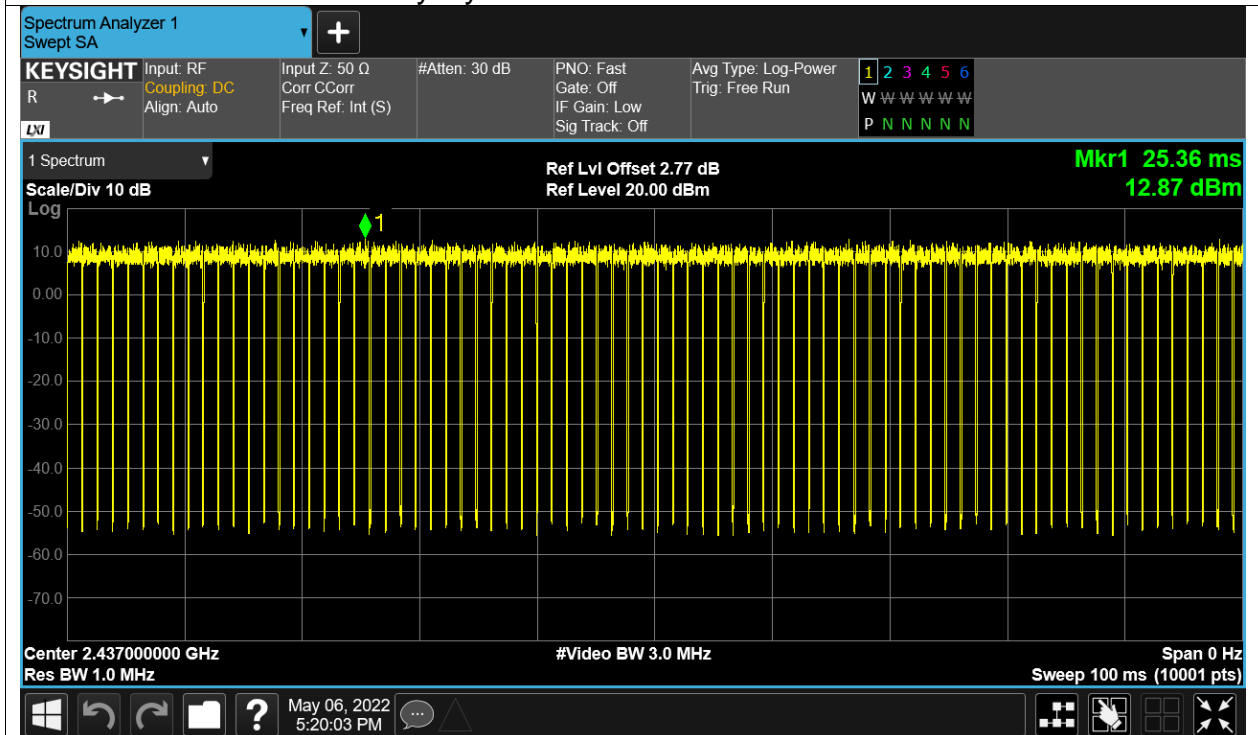 Spectrum Analyzer 1
Swept SA
+
KEYSIGHT Input: RF Input Z: 50 Ω #Atten: 30 dB PNO: Fast Avg Type: Log-Power 1 2 3 4 5 6
R Coupling: DC Corr CCorr Gate: Off Trig: Free Run W W W W W W
Align: Auto Freq Ref: Int (S) IF Gain: Low P N N N N N
LXI Sig Track: Off
1 Spectrum Ref Lvl Offset 2.77 dB Mkr1 25.36 ms
Scale/Div 10 dB Ref Level 20.00 dBm 12.87 dBm
Log
1
10.0
0.00
-10.0
-20.0
-30.0
-40.0
-50.0
-60.0
-70.0
Center 2.437000000 GHz #Video BW 3.0 MHz Span 0 Hz
Res BW 1.0 MHz Sweep 100 ms (10001 pts)
? May 06, 2022
5:20:03 PM